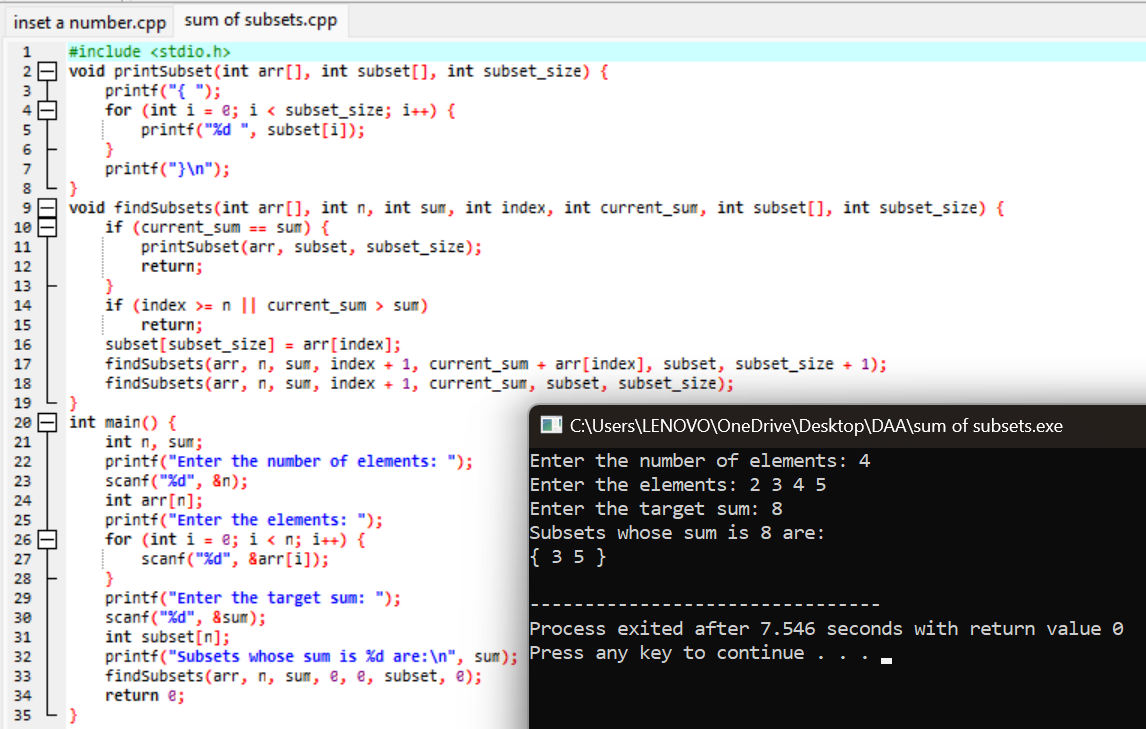 inset a number.cpp sum of subsets.cpp
1 #include <stdio.h>
2 void printSubset(int arr[], int subset[], int subset_size) {
3 printf("{ ");
4 for (int i = 0; i < subset_size; i++) {
5 printf("%d ", subset[i]);
6 }
7 printf("}\n");
8 }
9 void findSubsets(int arr[], int n, int sum, int index, int current_sum, int subset[], int subset_size) {
10 if (current_sum == sum) {
11 printSubset(arr, subset, subset_size);
12 return;
13 }
14 if (index >= n || current_sum > sum)
15 return;
16 subset[subset_size] = arr[index];
17 findSubsets(arr, n, sum, index + 1, current_sum + arr[index], subset, subset_size + 1);
18 findSubsets(arr, n, sum, index + 1, current_sum, subset, subset_size);
19 }
20 int main() {
21 int n, sum;
22 printf("Enter the number of elements: ");
23 scanf("%d", &n);
24 int arr[n];
25 printf("Enter the elements: ");
26 for (int i = 0; i < n; i++) {
27 scanf("%d", &arr[i]);
28 }
29 printf("Enter the target sum: ");
30 scanf("%d", &sum);
31 int subset[n];
32 printf("Subsets whose sum is %d are:\n", sum);
33 findSubsets(arr, n, sum, 0, 0, subset, 0);
34 return 0;
35 }
C:\Users\LENOVO\OneDrive\Desktop\DAA\sum of subsets.exe
Enter the number of elements: 4
Enter the elements: 2 3 4 5
Enter the target sum: 8
Subsets whose sum is 8 are:
{ 3 5 }
--------------------------------
Process exited after 7.546 seconds with return value 0
Press any key to continue . . .